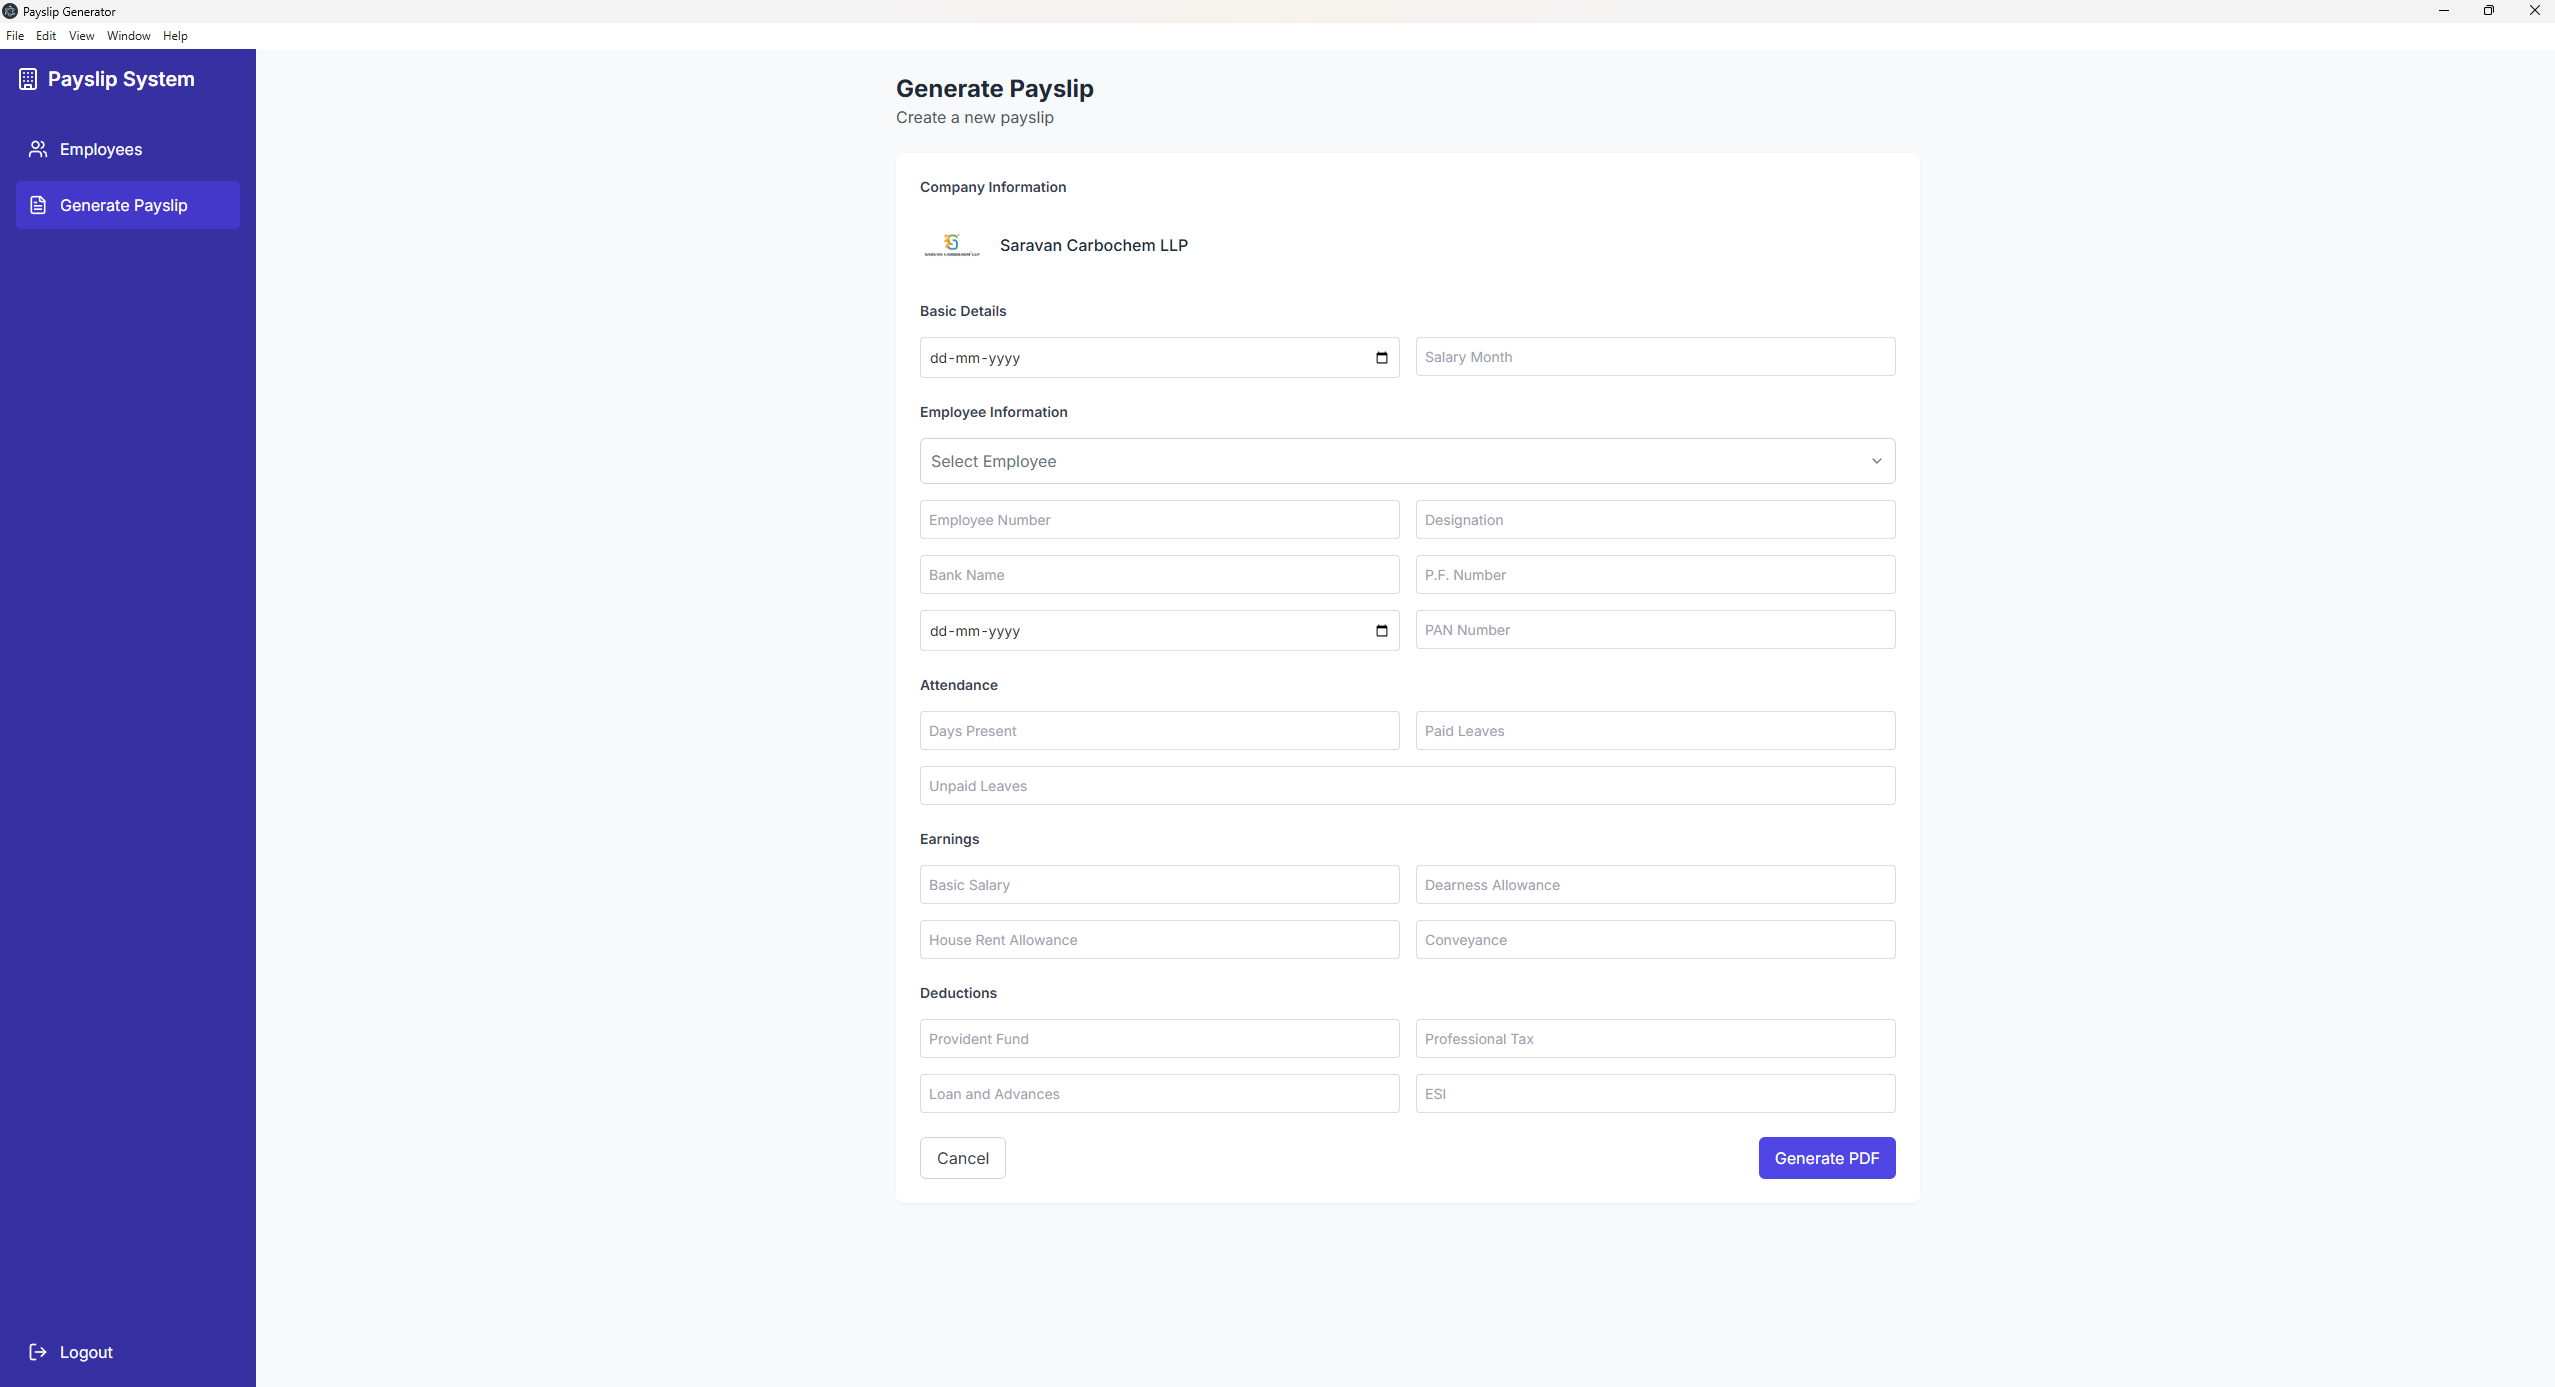 Payslip Generator
File Edit View Window Help
Payslip System
Employees
Generate Payslip
Logout
Generate Payslip
Create a new payslip
Company Information
SARAVAN CARBOCHEM LLP
Saravan Carbochem LLP
Basic Details
dd-mm-yyyy Salary Month
Employee Information
Select Employee
Employee Number Designation
Bank Name P.F. Number
dd-mm-yyyy PAN Number
Attendance
Days Present Paid Leaves
Unpaid Leaves
Earnings
Basic Salary Dearness Allowance
House Rent Allowance Conveyance
Deductions
Provident Fund Professional Tax
Loan and Advances ESI
Cancel Generate PDF